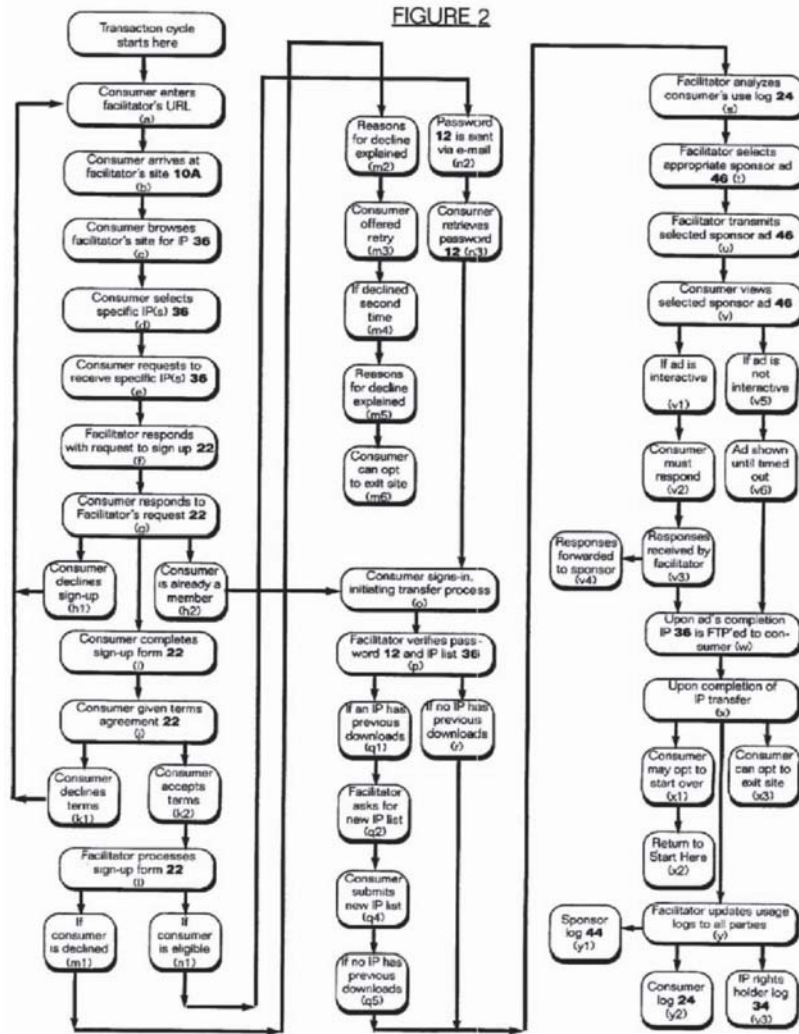 FIGURE 2
Transaction cycle
starts here
Consumer enters
facilitator's URL
(a)
Consumer arrives at
facilitator's site 10A
(b)
Consumer browses
facilitator's site for IP 36
(c)
Consumer selects
specific IP(s) 36
(d)
Consumer requests to
receive specific IP(s) 36
(e)
Facilitator responds
with request to sign up 22
(f)
Consumer responds to
Facilitator's request 22
(g)
Consumer
declines
sign-up
(h1)
Consumer
is already a
member
(h2)
Consumer completes
sign-up form 22
(i)
Consumer given terms
agreement 22
(j)
Consumer
declines
terms
(k1)
Consumer
accepts
terms
(k2)
Facilitator processes
sign-up form 22
(l)
If
consumer
is declined
(m1)
If
consumer
is eligible
(n1)
Reasons
for decline
explained
(m2)
Consumer
offered
retry
(m3)
If declined
second
time
(m4)
Reasons
for decline
explained
(m5)
Consumer
can opt
to exit site
(m6)
Password
12 is sent
via e-mail
(n2)
Consumer
retrieves
password
12 (n3)
Consumer signs-in,
initiating transfer process
(o)
Facilitator verifies pass-
word 12 and IP list 36i
(p)
If an IP has
previous
downloads
(q1)
If no IP has
previous
downloads
(r)
Facilitator
asks for
new IP list
(q2)
Consumer
submits
new IP list
(q4)
If no IP has
previous
downloads
(q5)
Facilitator analyzes
consumer's use log 24
(s)
Facilitator selects
appropriate sponsor ad
46 (t)
Facilitator transmits
selected sponsor ad 46
(u)
Consumer views
selected sponsor ad 46
(v)
If ad is
interactive
(v1)
If ad is
not
interactive
(v5)
Consumer
must
respond
(v2)
Ad shown
until timed
out
(v6)
Responses
forwarded
to sponsor
(v4)
Responses
received by
facilitator
(v3)
Upon ad's completion
IP 36 is FTP'ed to con-
sumer (w)
Upon completion of
IP transfer
(x)
Consumer
may opt to
start over
(x1)
Consumer
can opt to
exit site
(x3)
Return to
Start Here
(x2)
Facilitator updates usage
logs to all parties
(y)
Sponsor
log 44
(y1)
Consumer
log 24
(y2)
IP rights
holder log
34
(y3)